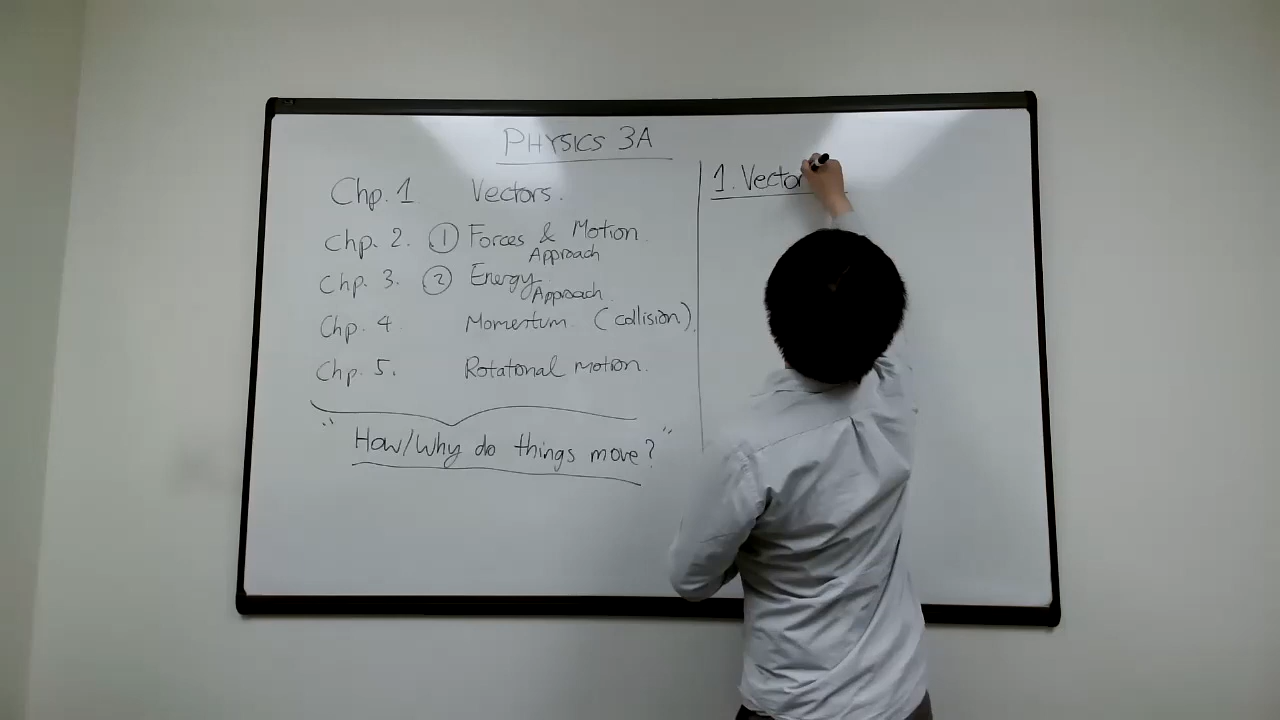 PHYSICS 3A
Chp. 1 Vectors.
Chp. 2. ① Forces & Motion
Approach
Chp. 3. ② Energy
Approach.
Chp. 4 Momentum. (collision).
Chp. 5. Rotatonal motion.
" How/Why do things move? "
1. Vector